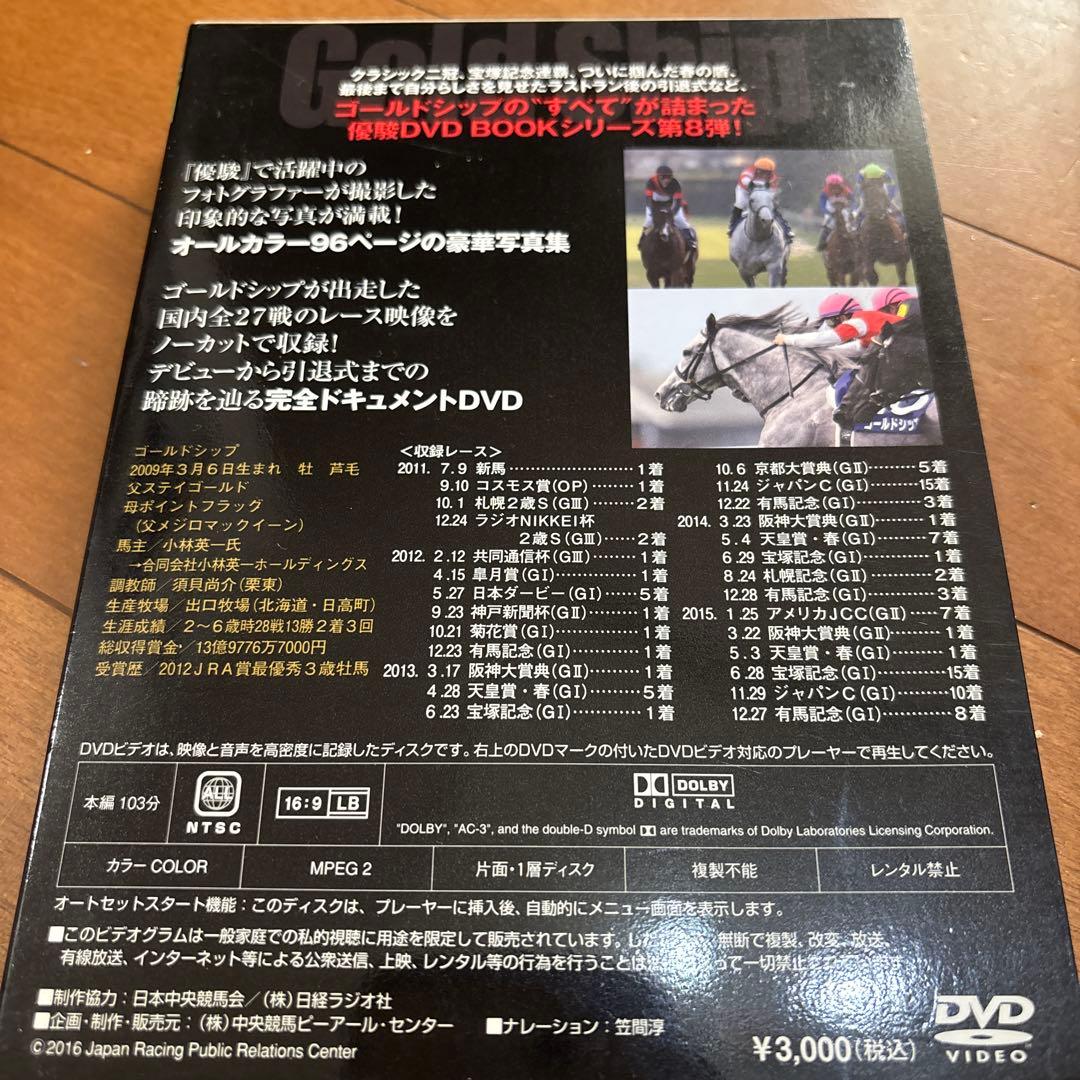 Gold Ship
クラシック二冠、宝塚記念連覇、ついに掴んだ春の盾、
最後まで自分らしさを見せたラストラン後の引退式など、
ゴールドシップの"すべて"が詰まった
優駿DVD BOOKシリーズ第8弾！
『優駿』で活躍中の
フォトグラファーが撮影した
印象的な写真が満載！
オールカラー96ページの豪華写真集
ゴールドシップが出走した
国内全27戦のレース映像を
ノーカットで収録！
デビューから引退式までの
蹄跡を辿る完全ドキュメントDVD
ゴールドシップ
ゴールドシップ
2009年3月6日生まれ 牡 芦毛
父ステイゴールド
母ポイントフラッグ
（父メジロマックイーン）
馬主／小林英一氏
→合同会社小林英一ホールディングス
調教師／須貝尚介（栗東）
生産牧場／出口牧場（北海道・日高町）
生涯成績／2～6歳時28戦13勝2着3回
総収得賞金／13億9776万7000円
受賞歴／2012JRA賞最優秀3歳牡馬
＜収録レース＞
2011. 7. 9 新馬……………………1着
9.10 コスモス賞（OP）………1着
10. 1 札幌2歳S（GⅢ）………2着
12.24 ラジオNIKKEI杯
2歳S（GⅢ）……2着
2012. 2.12 共同通信杯（GⅢ）………1着
4.15 皐月賞（GⅠ）……………1着
5.27 日本ダービー（GⅠ）……5着
9.23 神戸新聞杯（GⅡ）………1着
10.21 菊花賞（GⅠ）……………1着
12.23 有馬記念（GⅠ）…………1着
2013. 3.17 阪神大賞典（GⅡ）………1着
4.28 天皇賞・春（GⅠ）………5着
6.23 宝塚記念（GⅠ）…………1着
10. 6 京都大賞典（GⅡ）………5着
11.24 ジャパンC（GⅠ）………15着
12.22 有馬記念（GⅠ）…………3着
2014. 3.23 阪神大賞典（GⅡ）………1着
5. 4 天皇賞・春（GⅠ）………7着
6.29 宝塚記念（GⅠ）…………1着
8.24 札幌記念（GⅡ）…………2着
12.28 有馬記念（GⅠ）…………3着
2015. 1.25 アメリカJCC（GⅡ）……7着
3.22 阪神大賞典（GⅡ）………1着
5. 3 天皇賞・春（GⅠ）………1着
6.28 宝塚記念（GⅠ）…………15着
11.29 ジャパンC（GⅠ）………10着
12.27 有馬記念（GⅠ）…………8着
DVDビデオは、映像と音声を高密度に記録したディスクです。右上のDVDマークの付いたDVDビデオ対応のプレーヤーで再生してください。
本編 103分
ALL
NTSC
16:9 LB
DOLBY
DIGITAL
"DOLBY", "AC-3", and the double-D symbol are trademarks of Dolby Laboratories Licensing Corporation.
カラー COLOR
MPEG 2
片面・1層ディスク
複製不能
レンタル禁止
オートセットスタート機能：このディスクは、プレーヤーに挿入後、自動的にメニュー画面を表示します。
■このビデオグラムは一般家庭での私的視聴に用途を限定して販売されています。した 無断で複製、改変、放送、
有線放送、インターネット等による公衆送信、上映、レンタル等の行為を行うことは って一切禁止されています
■制作協力：日本中央競馬会／（株）日経ラジオ社
■企画・制作・販売元：（株）中央競馬ピーアール・センター ■ナレーション：笠間淳
© 2016 Japan Racing Public Relations Center
¥3,000（税込）
DVD
VIDEO